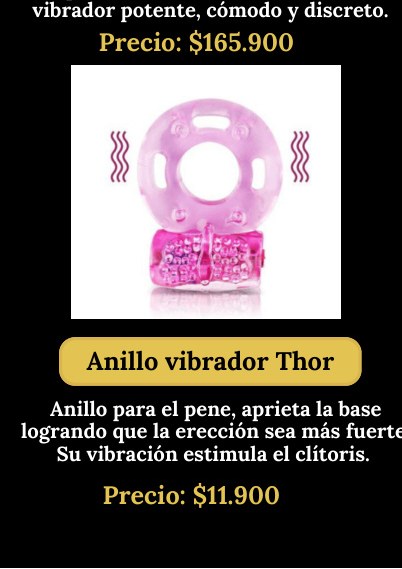 vibrador potente, cómodo y discreto.
Precio: $165.900
Anillo vibrador Thor
Anillo para el pene, aprieta la base
logrando que la erección sea más fuerte
Su vibración estimula el clítoris.
Precio: $11.900